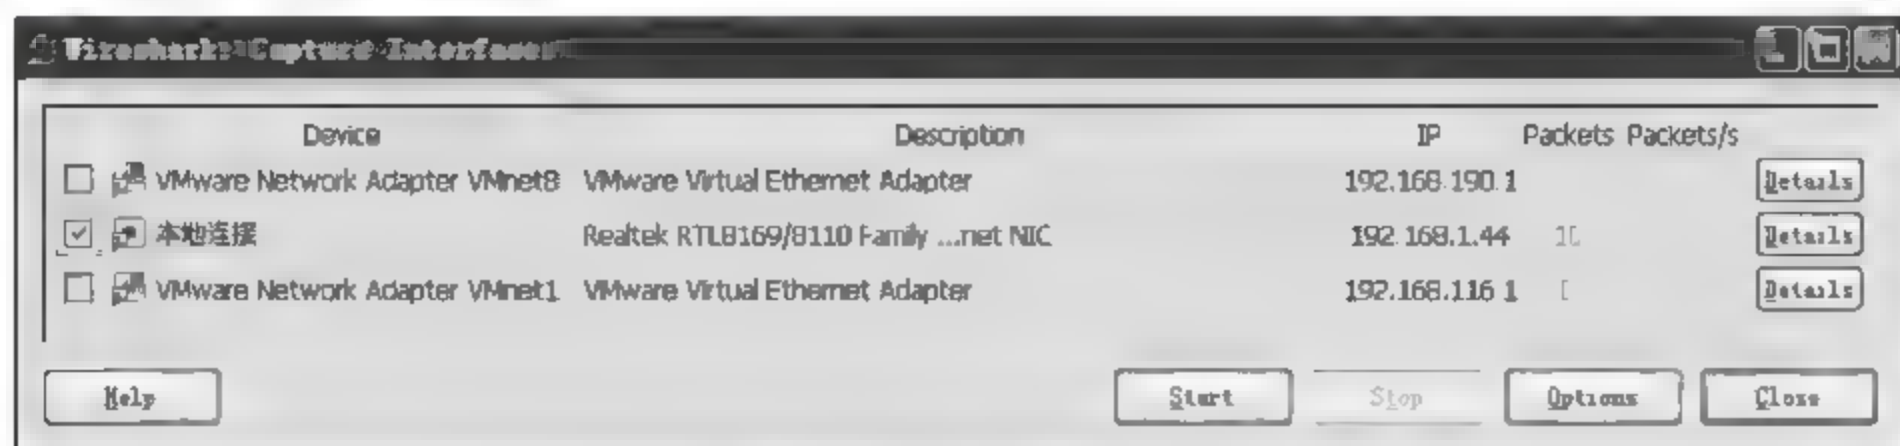 Wireshark: Capture Interfaces
Device Description IP Packets Packets/s
VMware Network Adapter VMnet8 VMware Virtual Ethernet Adapter 192.168.190.1 Details
本地连接 Realtek RTL8169/8110 Family ...net NIC 192.168.1.44 Details
VMware Network Adapter VMnet1 VMware Virtual Ethernet Adapter 192.168.116.1 Details
Help Start Stop Options Close